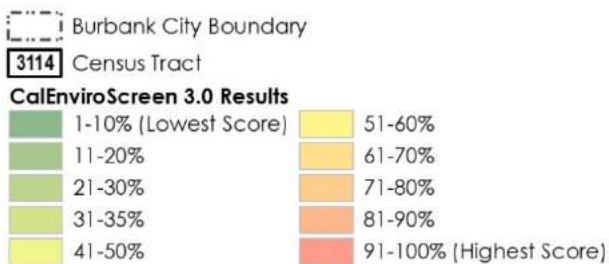 Burbank City Boundary
3114 Census Tract
CalEnviroScreen 3.0 Results
1-10% (Lowest Score)
11-20%
21-30%
31-35%
41-50%
51-60%
61-70%
71-80%
81-90%
91-100% (Highest Score)